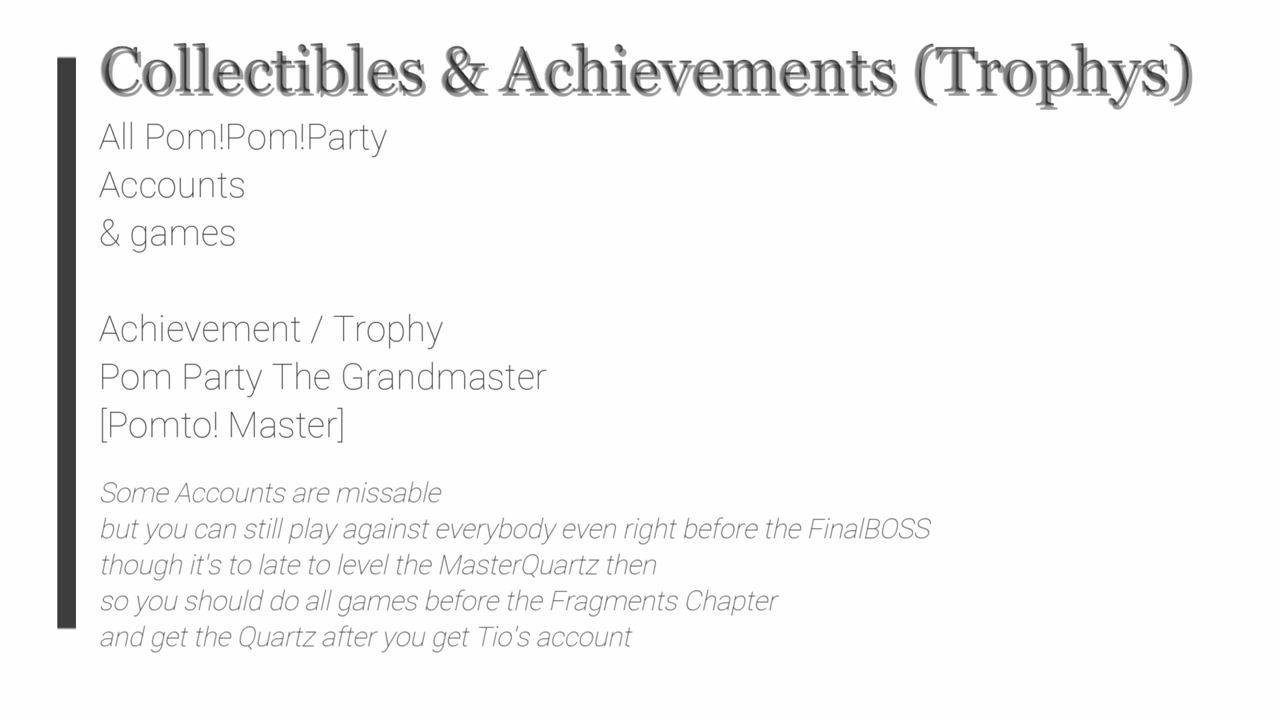 Collectibles & Achievements (Trophys)
All Pom!Pom!Party
Accounts
& games
Achievement / Trophy
Pom Party The Grandmaster
[Pomto! Master]
Some Accounts are missable
but you can still play against everybody even right before the FinalBOSS
though it's to late to level the MasterQuartz then
so you should do all games before the Fragments Chapter
and get the Quartz after you get Tio's account